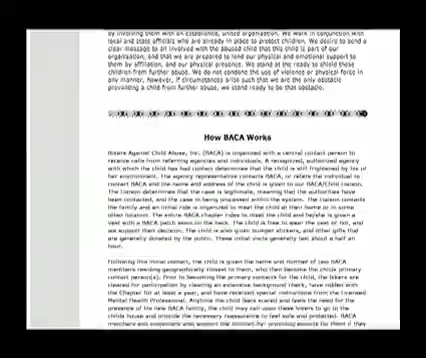 by involving them with an established, united organization. We work in conjunction with
local and state officials who are already in place to protect children. We desire to send a
clear message to all involved with the abused child that this child is part of our
organization, and that we are prepared to lend our physical and emotional support to
them by affiliation, and our physical presence. We stand at the ready to shield these
children from further abuse. We do not condone the use of violence or physical force in
any manner, however, if circumstances arise such that we are the only obstacle
preventing a child from further abuse, we stand ready to be that obstacle.
How BACA Works
Bikers Against Child Abuse, Inc. (BACA) is organized with a central contact person to
receive calls from referring agencies and individuals. A recognized, authorized agency
with which the child has had contact determines that the child is still frightened by his or
her environment. The agency representative contacts BACA, or refers the individual to
contact BACA and the name and address of the child is given to our BACA/Child Liaison.
The Liaison determines that the case is legitimate, meaning that the authorities have
been contacted, and the case is being processed within the system. The Liaison contacts
the family and an initial ride is organized to meet the child at their home or in some
other location. The entire BACA chapter rides to meet the child and he/she is given a
vest with a BACA patch sewn on the back. The child is free to wear the vest or not, and
we support their decision. The child is also given bumper stickers, and other gifts that
are generally donated by the public. These initial visits generally last about a half an
hour.
Following this initial contact, the child is given the name and number of two BACA
members residing geographically closest to them, who then become the child's primary
contact person(s). Prior to becoming the primary contacts for the child, the bikers are
cleared for participation by clearing an extensive background check, have ridden with
the Chapter for at least a year, and have received special instructions from the Licensed
Mental Health Professional. Anytime the child feels scared and feels the need for the
presence of his new BACA family, the child may call upon these bikers to go to the
child's house and provide the necessary reassurance to feel safe and protected. BACA
members and supporters also support the children by: providing escorts for them if they